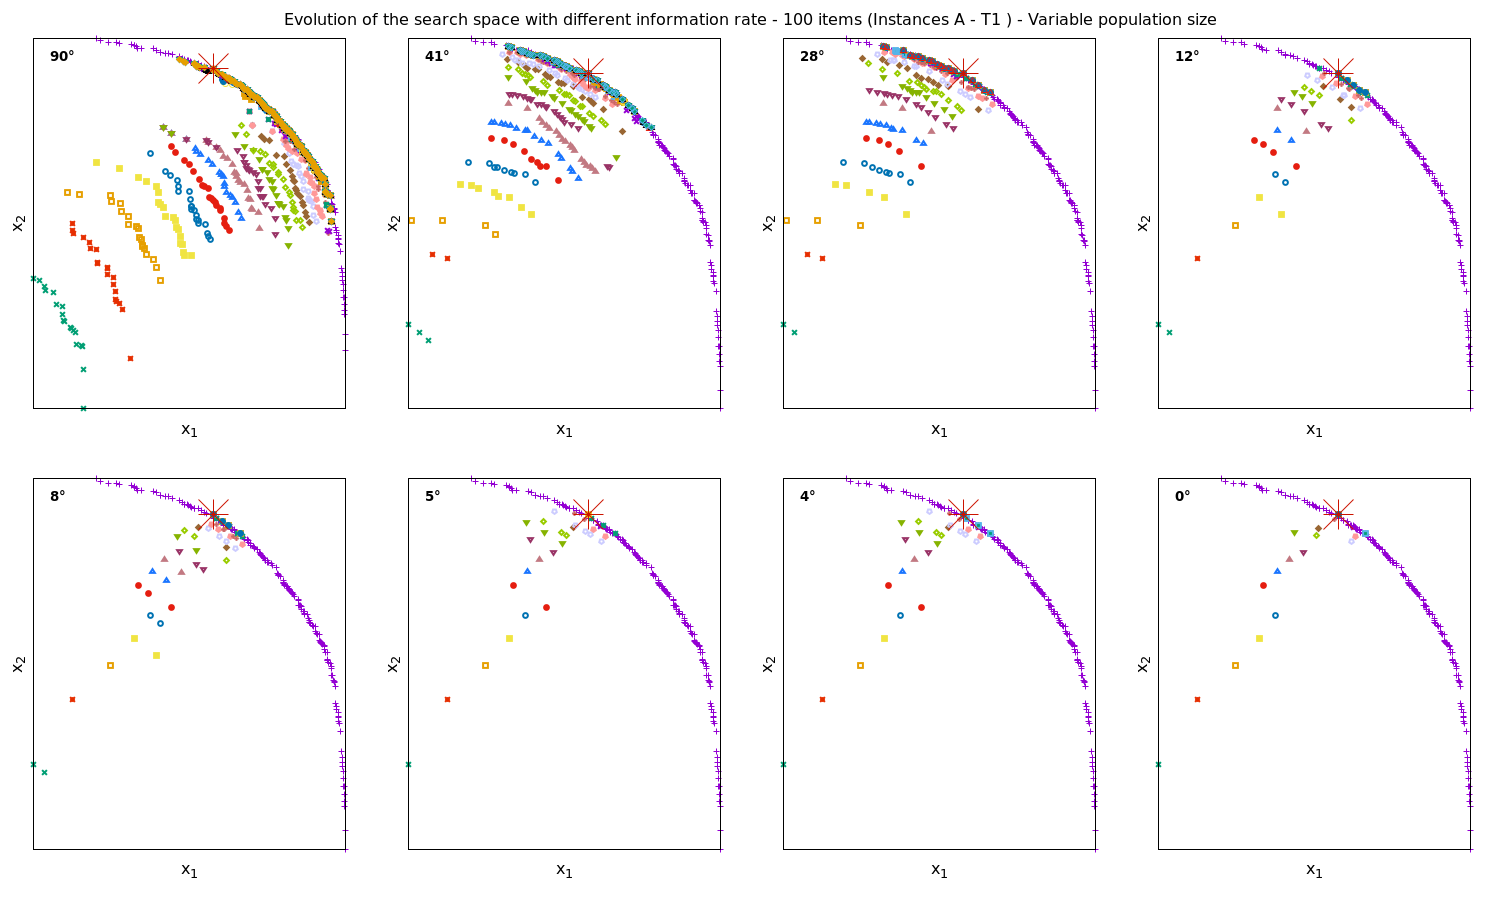 Evolution of the search space with different information rate - 100 items (Instances A - T1 ) - Variable population size
90°
41°
28°
12°
x₂
x₂
x₂
x₂
x₁
x₁
x₁
x₁
8°
5°
4°
0°
x₂
x₂
x₂
x₂
x₁
x₁
x₁
x₁